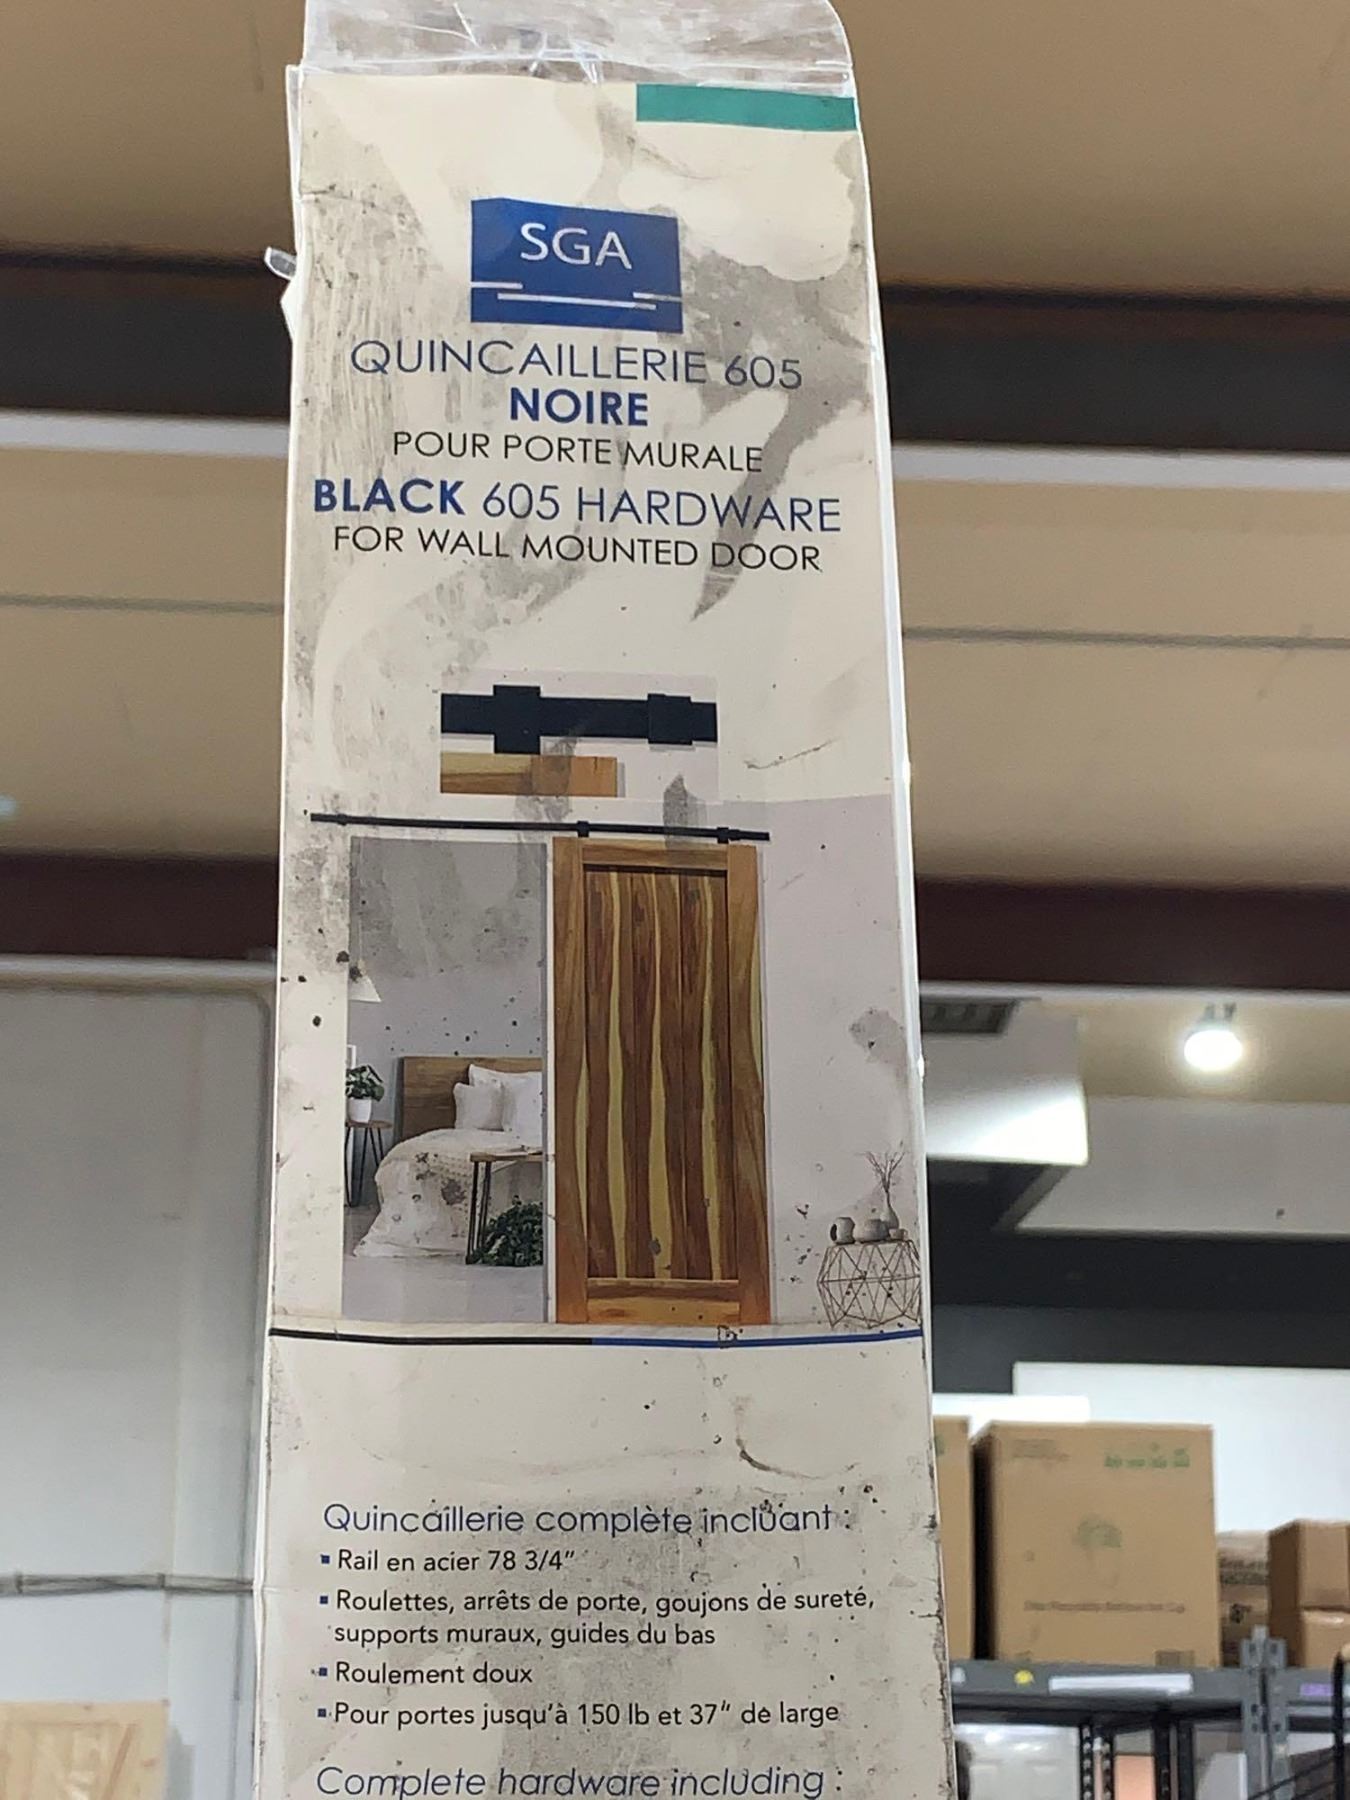 SGA
QUINCAILLERIE 605
NOIRE
POUR PORTE MURALE
BLACK 605 HARDWARE
FOR WALL MOUNTED DOOR
Quincaillerie complète incluant :
▪ Rail en acier 78 3/4"
▪ Roulettes, arrêts de porte, goujons de sureté,
supports muraux, guides du bas
▪ Roulement doux
▪ Pour portes jusqu'à 150 lb et 37" de large
Complete hardware including :